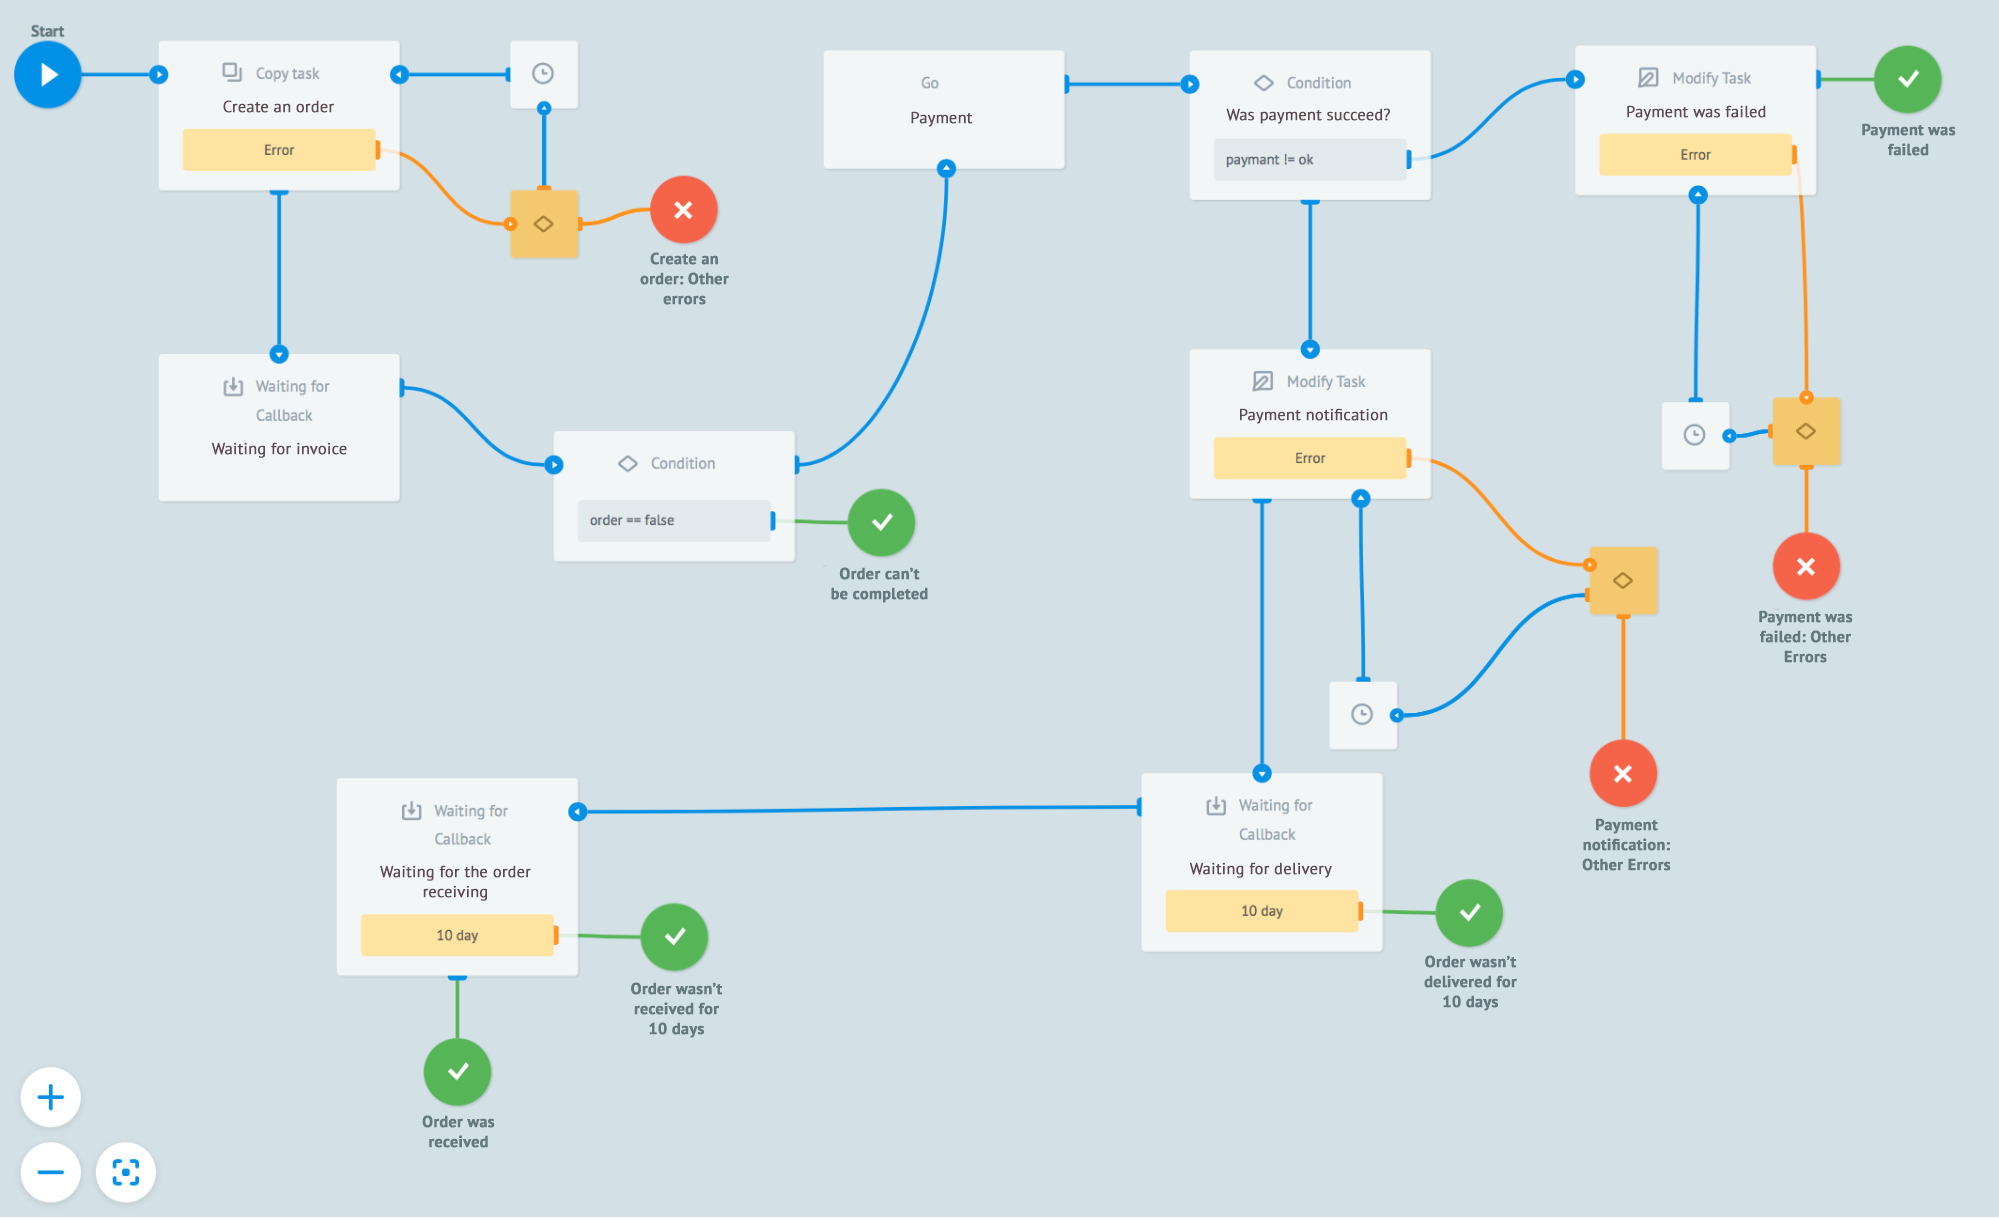 Start
Copy task
Create an order
Error
Create an
order: Other
errors
Waiting for
Callback
Waiting for invoice
Condition
order == false
Order can't
be completed
Go
Payment
Condition
Was payment succeed?
paymant != ok
Modify Task
Payment was failed
Error
Payment was
failed
Payment was
failed: Other
Errors
Modify Task
Payment notification
Error
Payment
notification:
Other Errors
Waiting for
Callback
Waiting for delivery
10 day
Order wasn't
delivered for
10 days
Waiting for
Callback
Waiting for the order
receiving
10 day
Order wasn't
received for
10 days
Order was
received